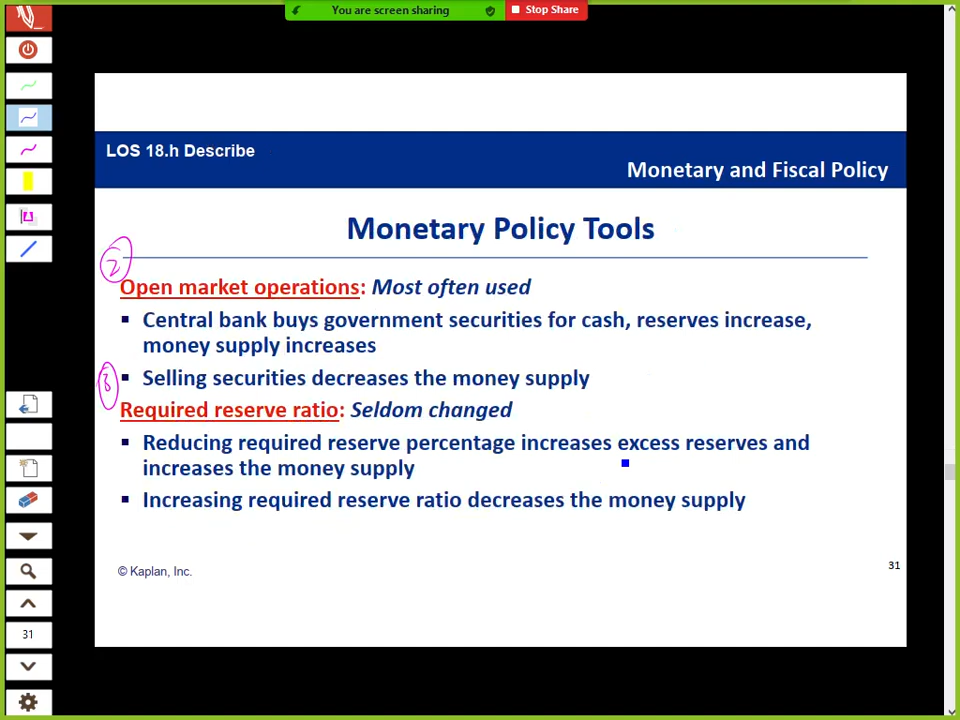 You are screen sharing
Stop Share
LOS 18.h Describe
Monetary and Fiscal Policy
Monetary Policy Tools
2
Open market operations: Most often used
▪ Central bank buys government securities for cash, reserves increase,
money supply increases
▪ Selling securities decreases the money supply
3
Required reserve ratio: Seldom changed
▪ Reducing required reserve percentage increases excess reserves and
increases the money supply
▪ Increasing required reserve ratio decreases the money supply
© Kaplan, Inc.
31
31